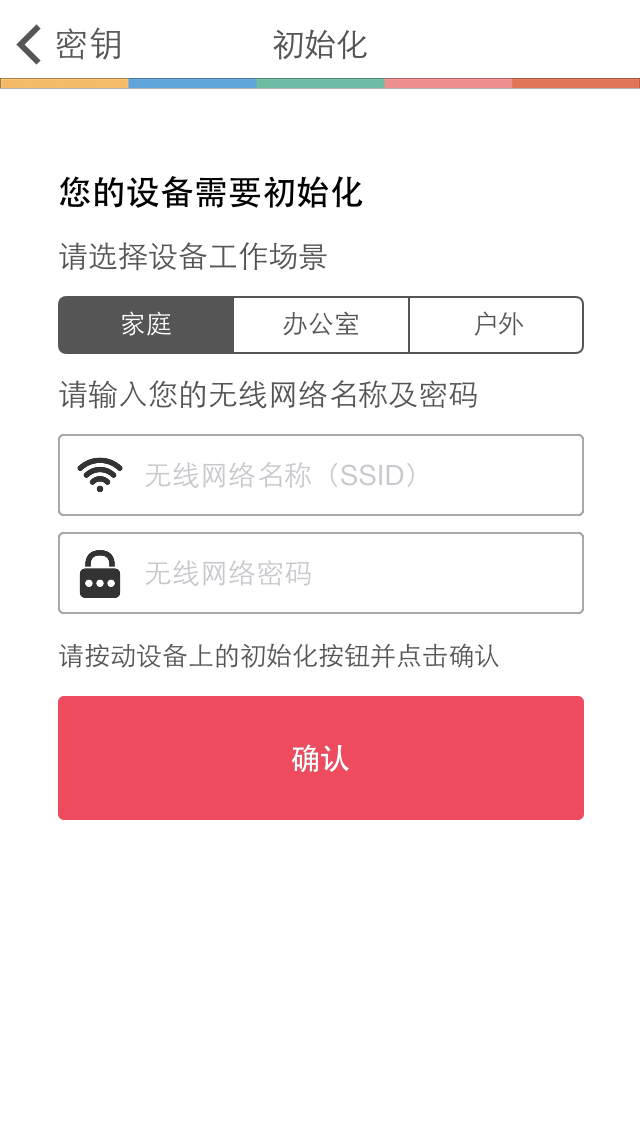 密钥 初始化
您的设备需要初始化
请选择设备工作场景
家庭 办公室 户外
请输入您的无线网络名称及密码
无线网络名称（SSID）
无线网络密码
请按动设备上的初始化按钮并点击确认
确认